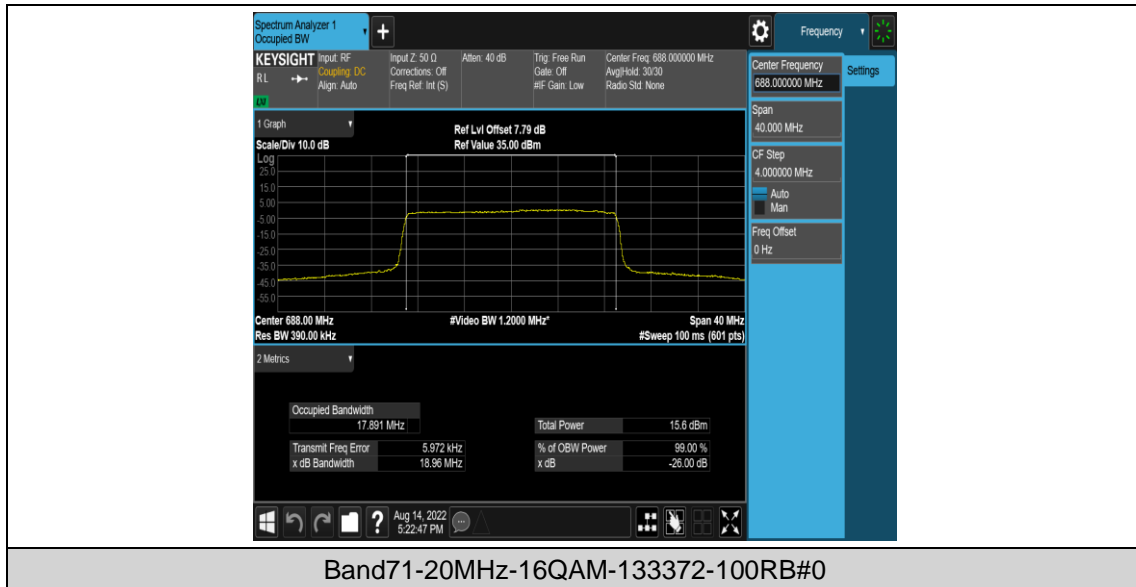 Spectrum Analyzer 1
Occupied BW
Frequency
KEYSIGHT
RL
LXI
Input: RF
Coupling: DC
Align: Auto
Input Z: 50 Ω
Corrections: Off
Freq Ref: Int (S)
Atten: 40 dB
Trig: Free Run
Gate: Off
#IF Gain: Low
Center Freq: 688.000000 MHz
Avg|Hold: 30/30
Radio Std: None
Center Frequency
688.000000 MHz
Settings
Span
40.000 MHz
CF Step
4.000000 MHz
Auto
Man
Freq Offset
0 Hz
1 Graph
Scale/Div 10.0 dB
Ref Lvl Offset 7.79 dB
Ref Value 35.00 dBm
Log
25.0
15.0
5.00
-5.00
-15.0
-25.0
-35.0
-45.0
-55.0
Center 688.00 MHz
Res BW 390.00 kHz
#Video BW 1.2000 MHz*
Span 40 MHz
#Sweep 100 ms (601 pts)
2 Metrics
Occupied Bandwidth
17.891 MHz
Total Power 15.6 dBm
Transmit Freq Error 5.972 kHz
% of OBW Power 99.00 %
x dB Bandwidth 18.96 MHz
x dB -26.00 dB
Aug 14, 2022
5:22:47 PM
Band71-20MHz-16QAM-133372-100RB#0